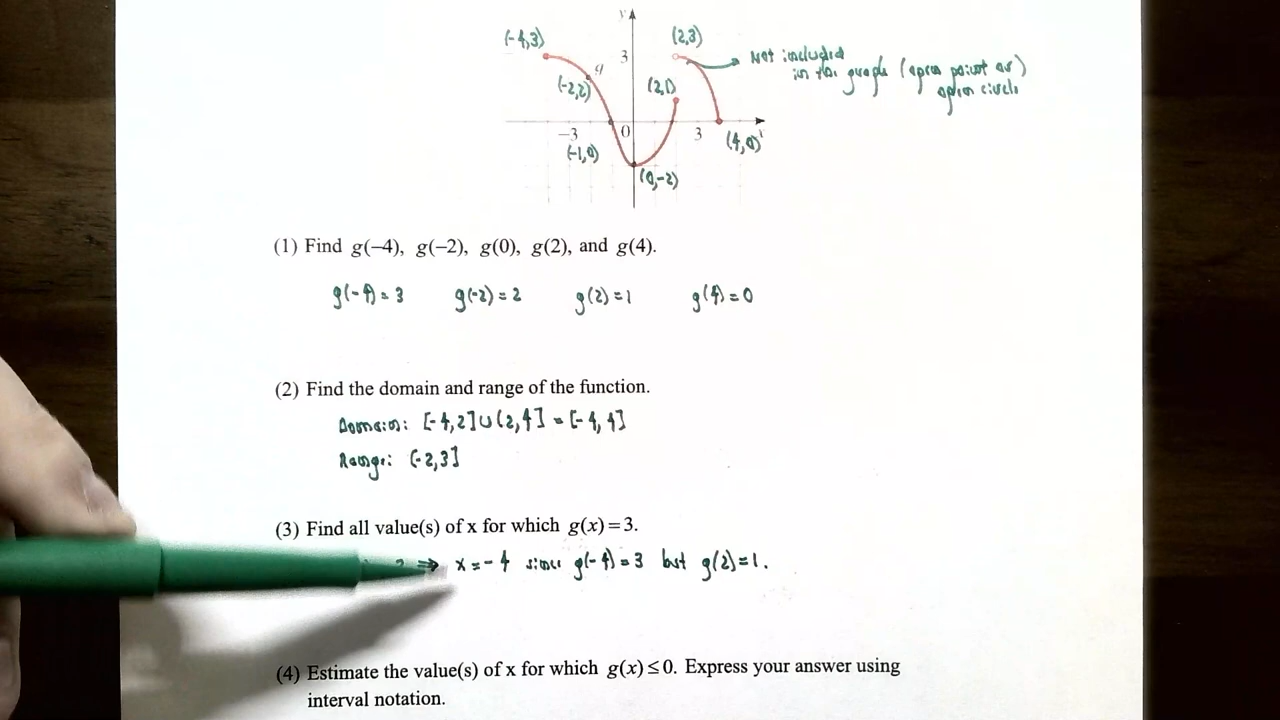 y
(-4,3)
(2,3)
Not included
in the graph (open point or)
open circle
3
g
(-2,2)
(2,1)
-3
0
3
(-1,0)
(4,0)
(0,-2)
(1) Find g(–4), g(–2), g(0), g(2), and g(4).
g(-4)=3 g(-2)=2 g(2)=1 g(4)=0
(2) Find the domain and range of the function.
Domain: [-4,2]∪(2,4] = [-4,4]
Range: [-2,3]
(3) Find all value(s) of x for which g(x)=3.
⇒ x=-4 since g(-4)=3 but g(2)=1.
(4) Estimate the value(s) of x for which g(x)≤0. Express your answer using
interval notation.